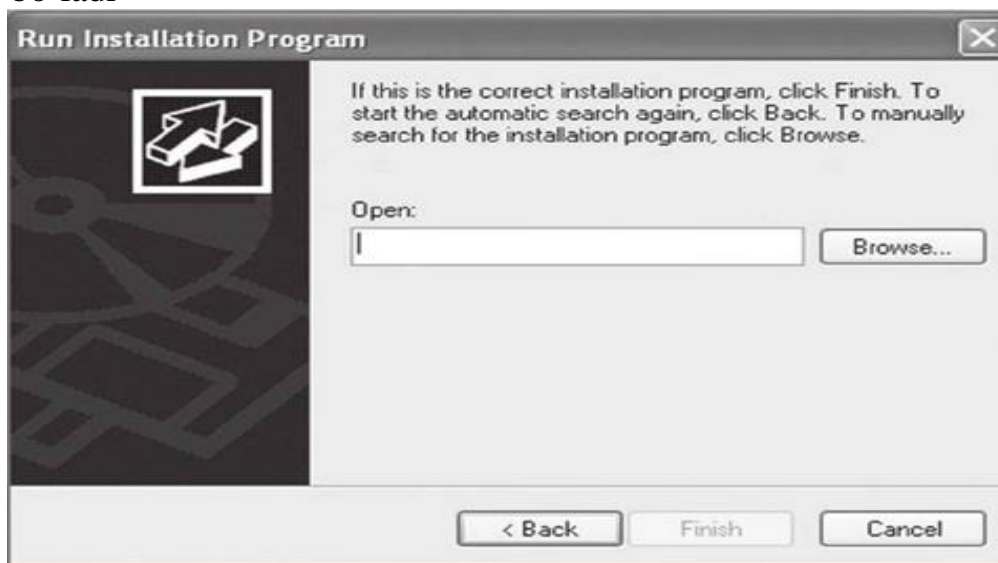 Run Installation Program
If this is the correct installation program, click Finish. To
start the automatic search again, click Back. To manually
search for the installation program, click Browse.
Open:
Browse...
< Back
Finish
Cancel